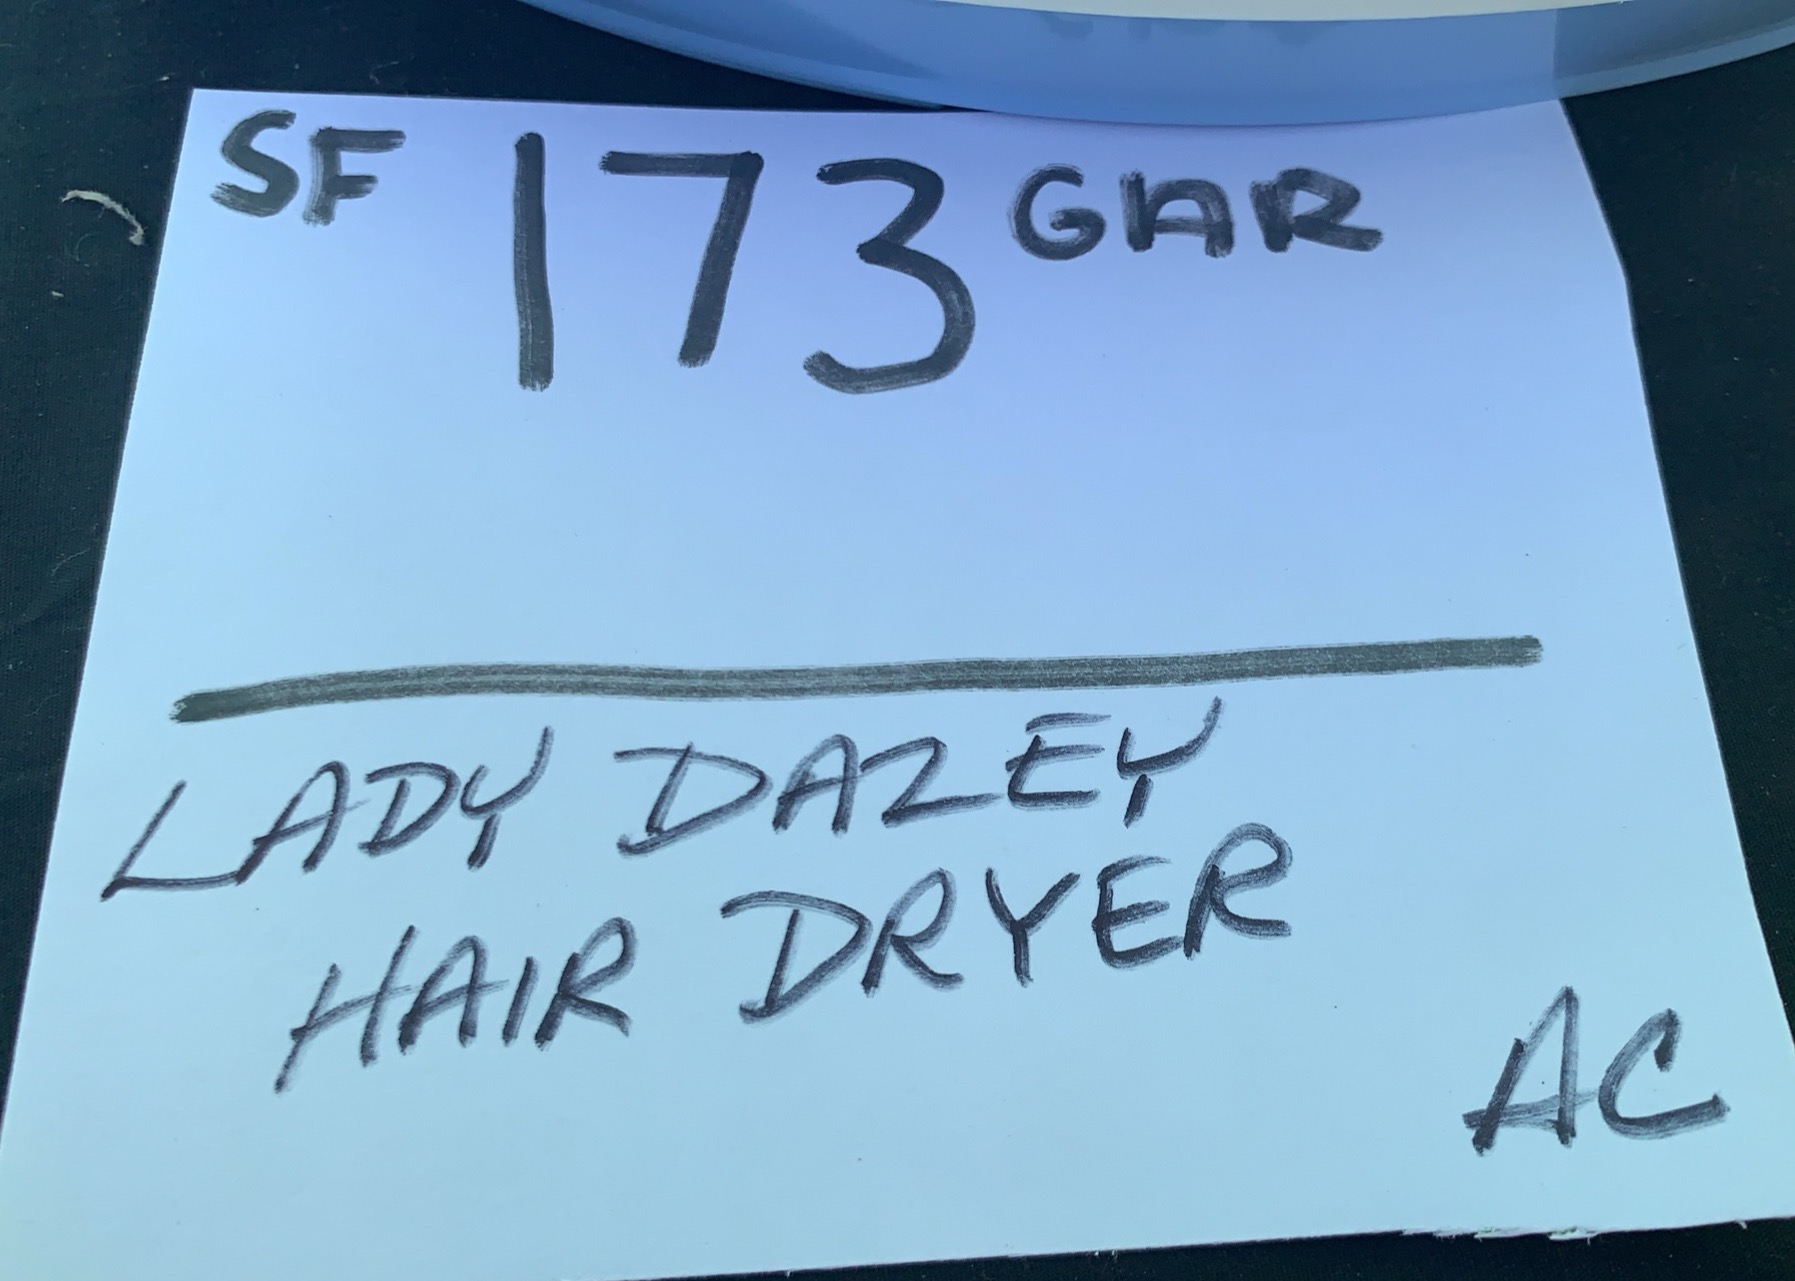 SF 173 GAR
LADY DAZEY
HAIR DRYER
AC